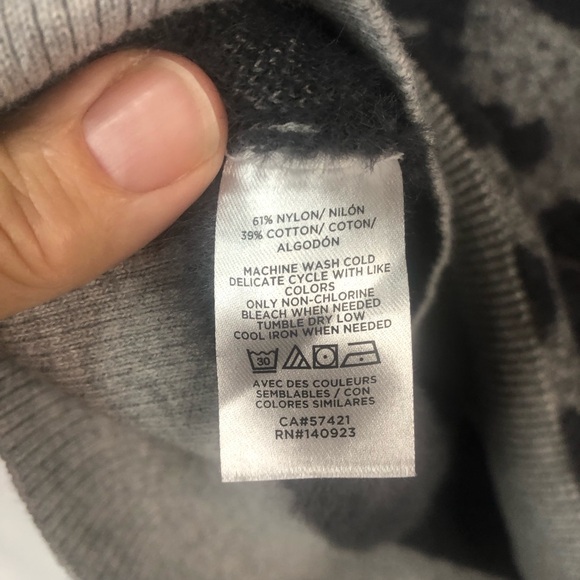 61% NYLON/ NILÓN
39% COTTON/ COTON/
ALGODÓN
MACHINE WASH COLD
DELICATE CYCLE WITH LIKE
COLORS
ONLY NON-CHLORINE
BLEACH WHEN NEEDED
TUMBLE DRY LOW
COOL IRON WHEN NEEDED
30
AVEC DES COULEURS
SEMBLABLES / CON
COLORES SIMILARES
CA#57421
RN#140923